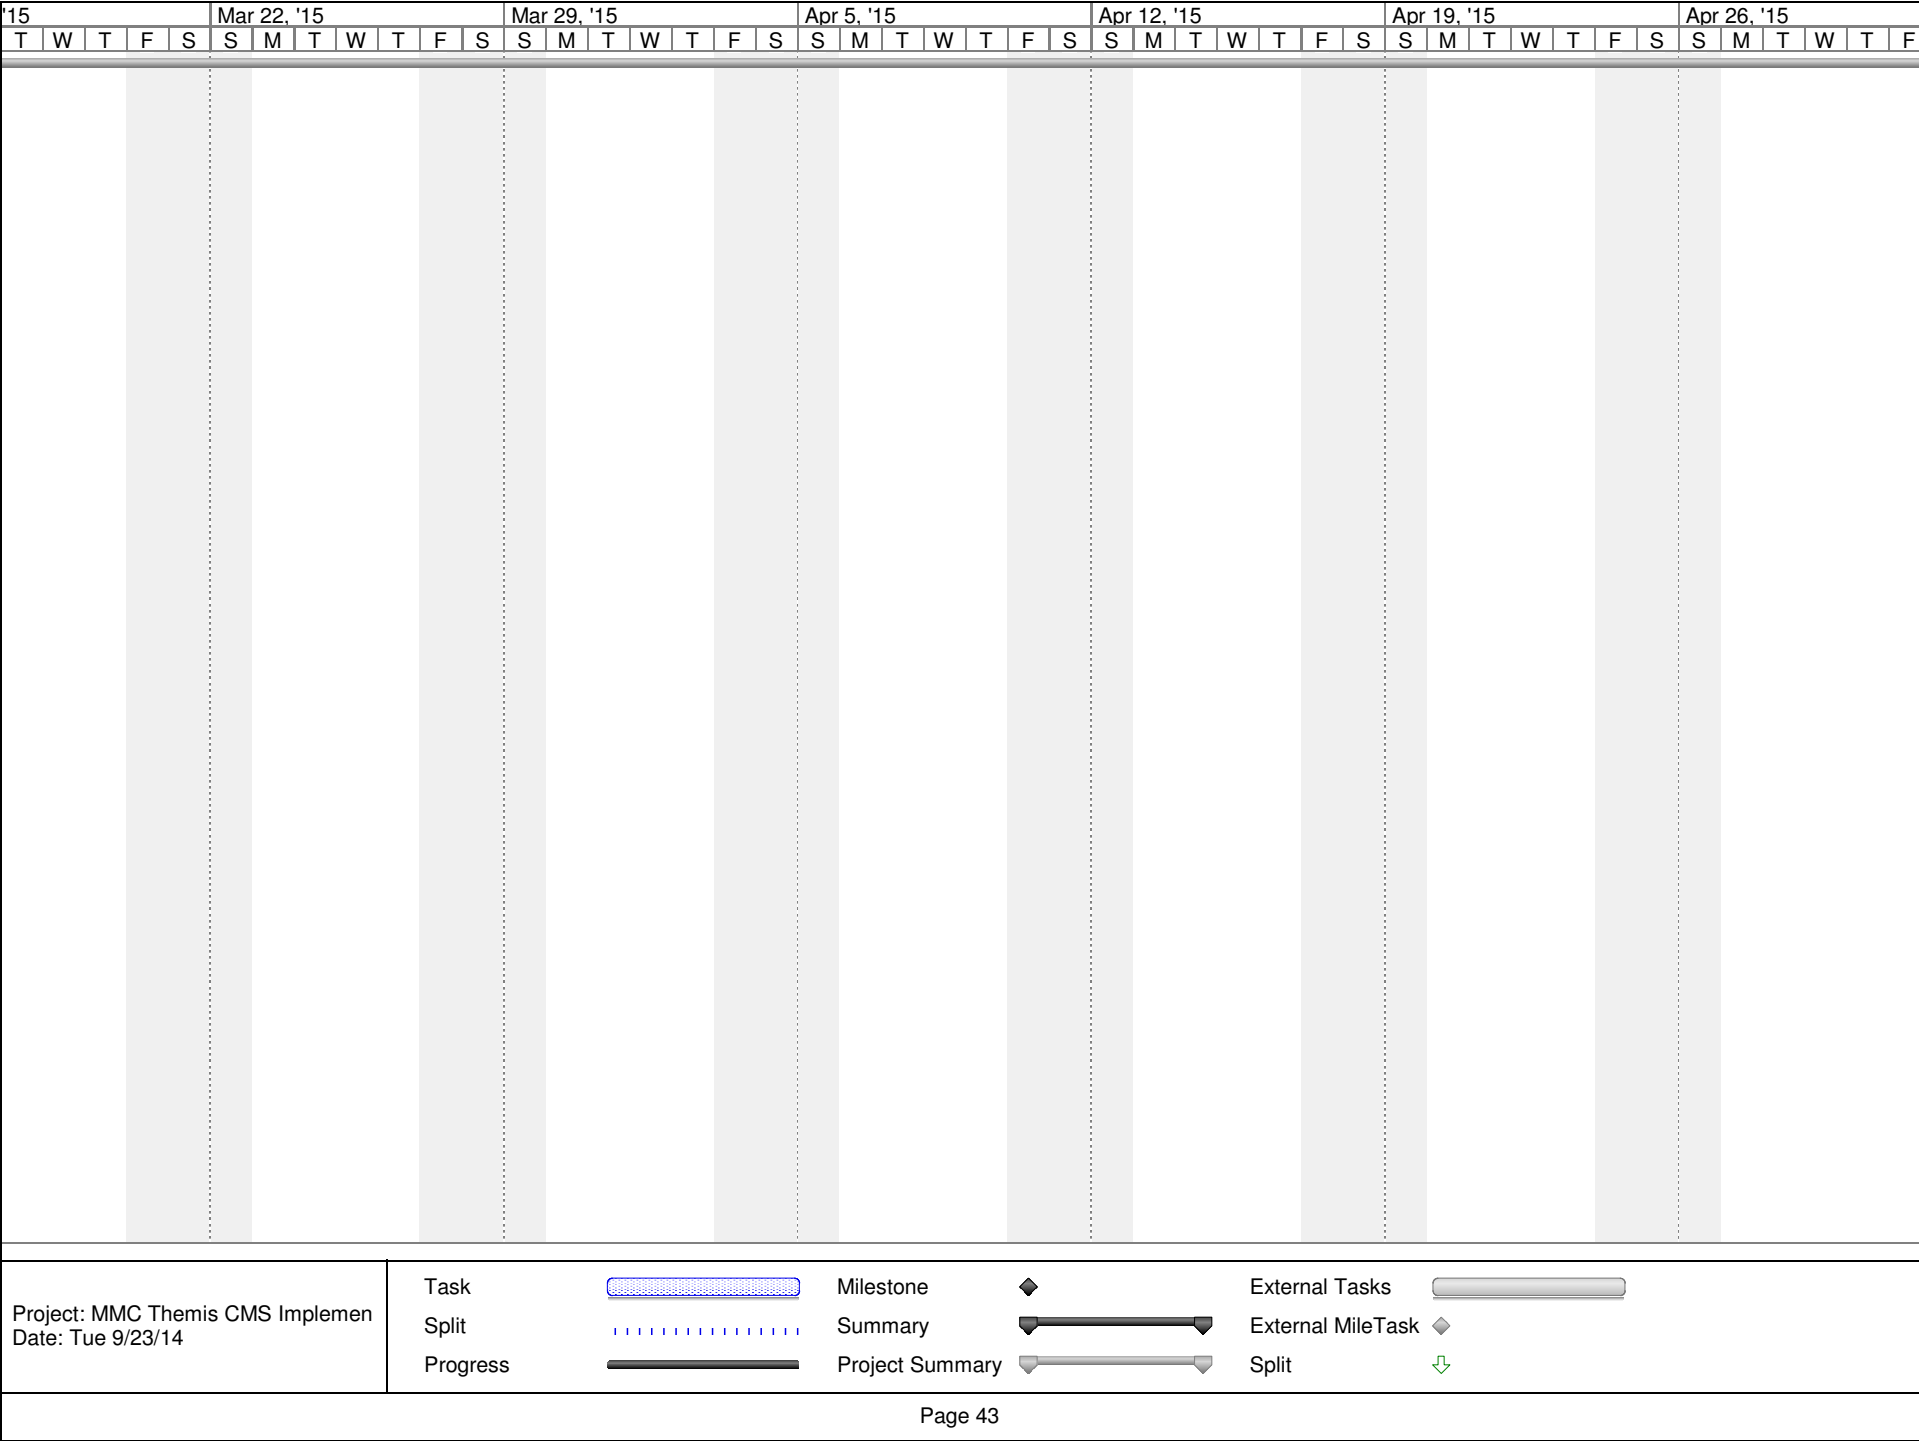 '15 Mar 22, '15 Mar 29, '15 Apr 5, '15 Apr 12, '15 Apr 19, '15 Apr 26, '15
T W T F S S M T W T F S S M T W T F S S M T W T F S S M T W T F S S M T W T F S S M T W T F
Task Milestone External Tasks
Project: MMC Themis CMS Implemen
Date: Tue 9/23/14
Split Summary External MileTask
Progress Project Summary Split
Page 43